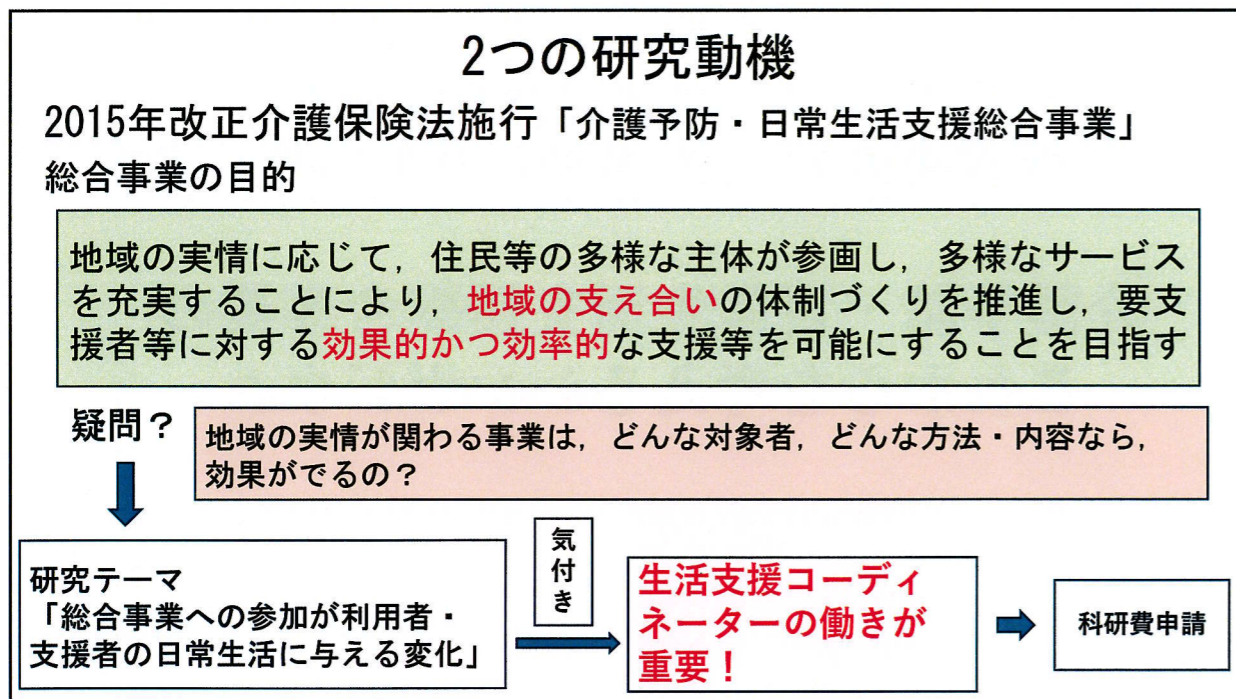 2つの研究動機
2015年改正介護保険法施行「介護予防・日常生活支援総合事業」
総合事業の目的
地域の実情に応じて，住民等の多様な主体が参画し，多様なサービス
を充実することにより，地域の支え合いの体制づくりを推進し，要支
援者等に対する効果的かつ効率的な支援等を可能にすることを目指す
疑問？
地域の実情が関わる事業は，どんな対象者，どんな方法・内容なら，
効果がでるの？
研究テーマ
「総合事業への参加が利用者・
支援者の日常生活に与える変化」
気
付
き
生活支援コーディ
ネーターの働きが
重要！
科研費申請